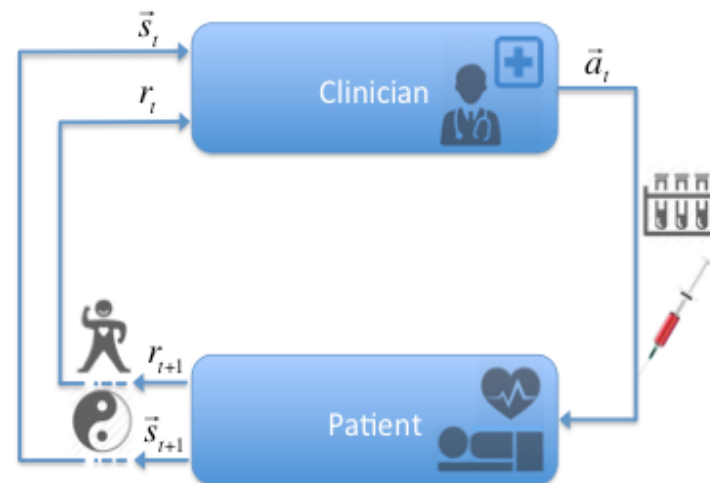 s⃗ₜ
rₜ
Clinician
a⃗ₜ
rₜ₊₁
s⃗ₜ₊₁
Patient